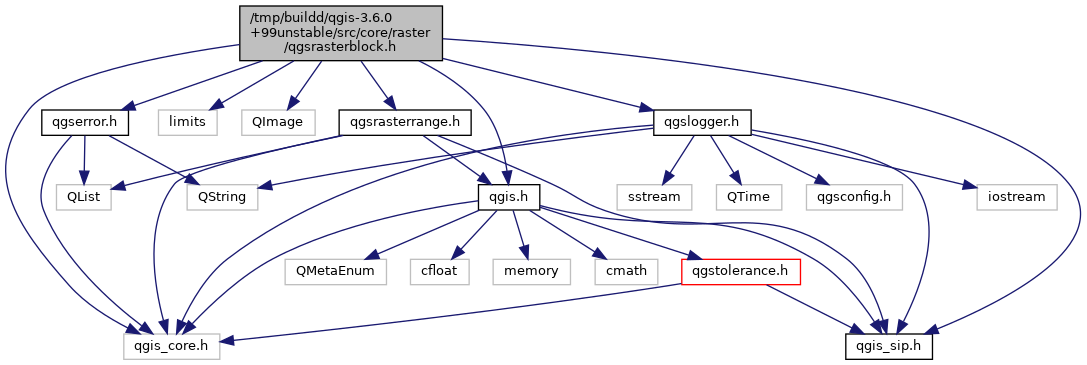 /tmp/buildd/qgis-3.6.0
+99unstable/src/core/raster
/qgsrasterblock.h
qgserror.h
limits
QImage
qgsrasterrange.h
qgslogger.h
QList
QString
qgis.h
sstream
QTime
qgsconfig.h
iostream
QMetaEnum
cfloat
memory
cmath
qgstolerance.h
qgis_core.h
qgis_sip.h